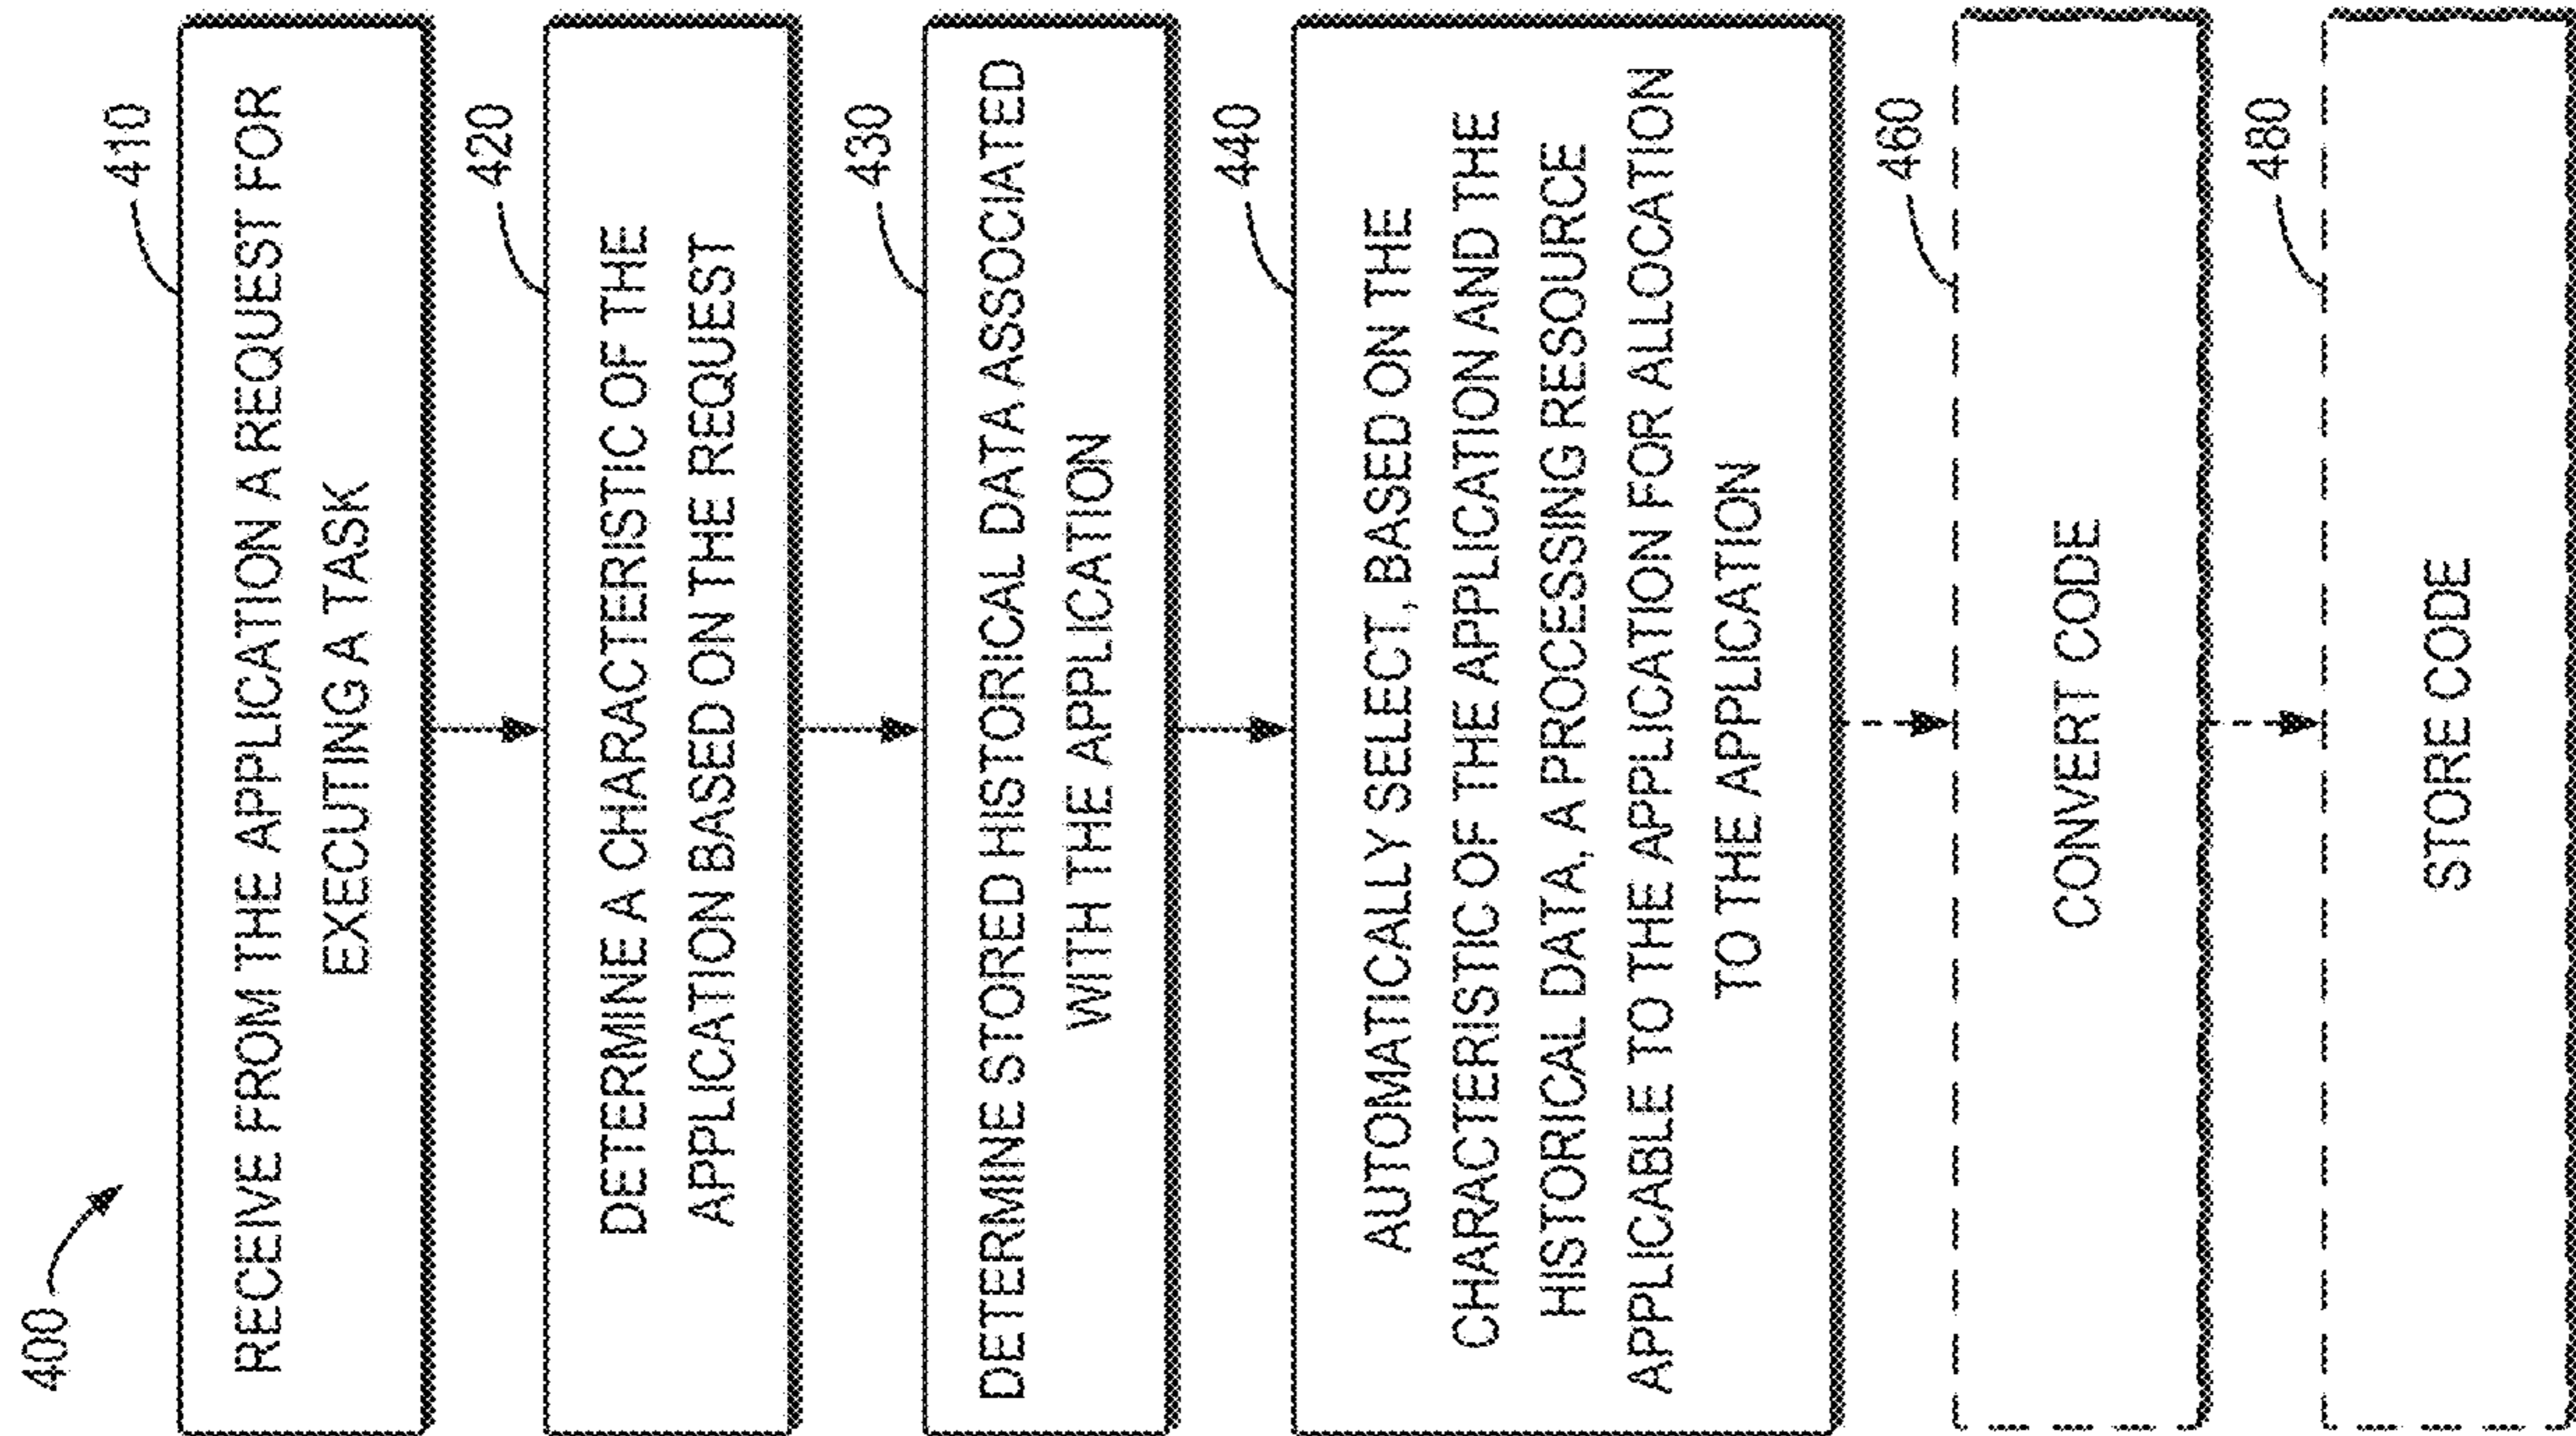 400
410
RECEIVE FROM THE APPLICATION A REQUEST FOR
EXECUTING A TASK
420
DETERMINE A CHARACTERISTIC OF THE
APPLICATION BASED ON THE REQUEST
430
DETERMINE STORED HISTORICAL DATA ASSOCIATED
WITH THE APPLICATION
440
AUTOMATICALLY SELECT, BASED ON THE
CHARACTERISTIC OF THE APPLICATION AND THE
HISTORICAL DATA, A PROCESSING RESOURCE
APPLICABLE TO THE APPLICATION FOR ALLOCATION
TO THE APPLICATION
460
CONVERT CODE
480
STORE CODE